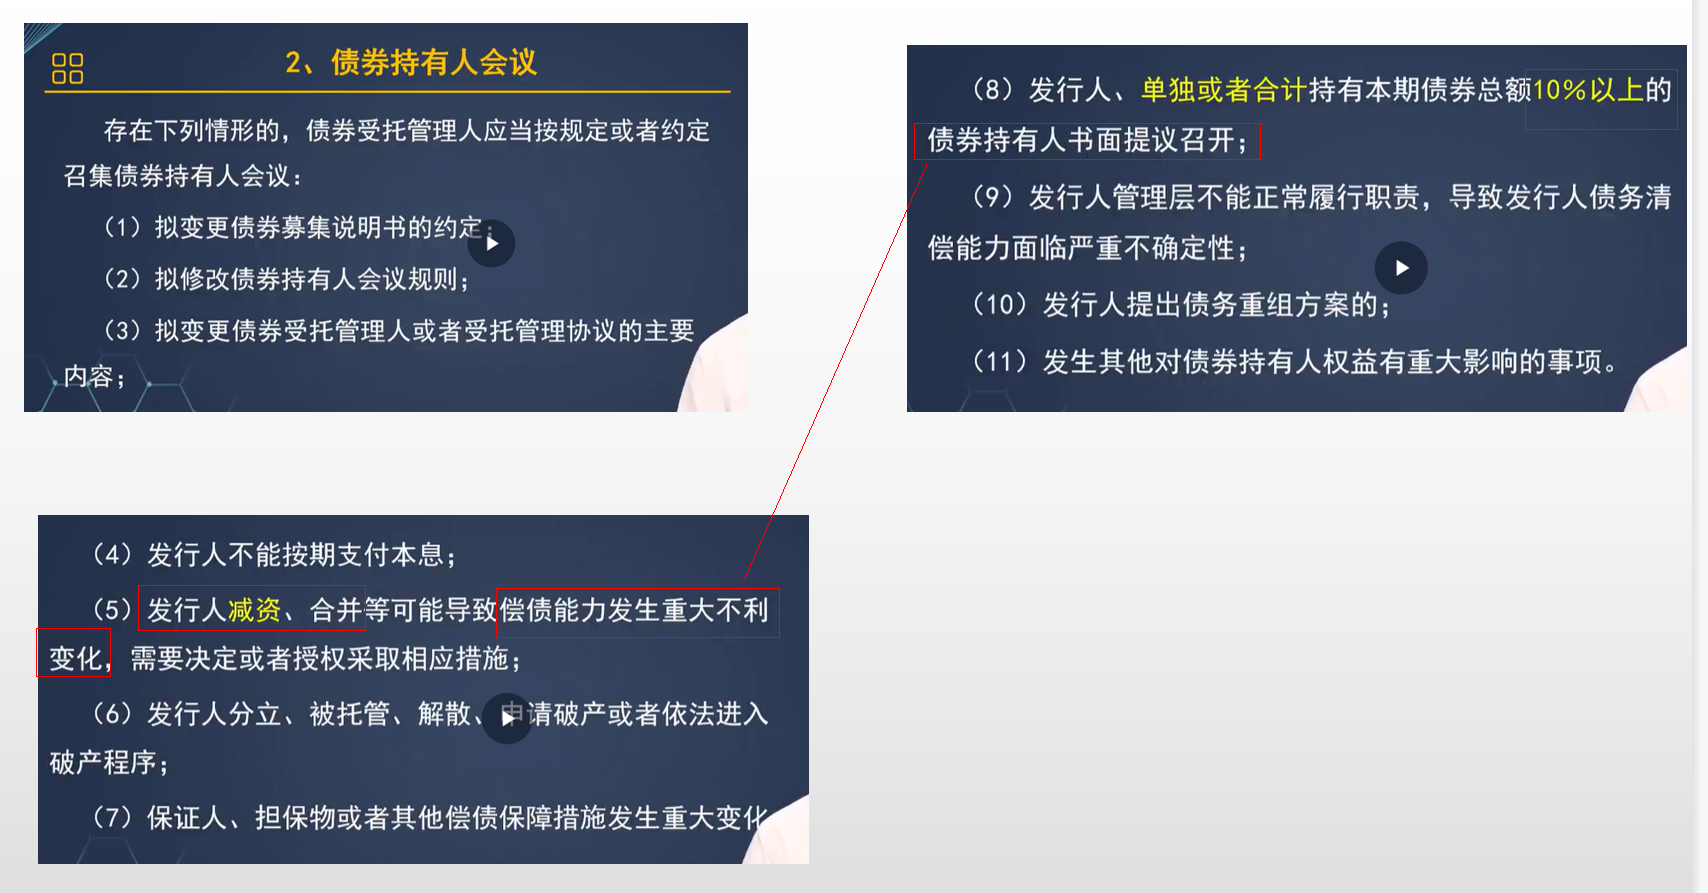 2、债券持有人会议
存在下列情形的，债券受托管理人应当按规定或者约定
召集债券持有人会议：
（1）拟变更债券募集说明书的约定；
（2）拟修改债券持有人会议规则；
（3）拟变更债券受托管理人或者受托管理协议的主要
内容；
（4）发行人不能按期支付本息；
（5）发行人减资、合并等可能导致偿债能力发生重大不利
变化，需要决定或者授权采取相应措施；
（6）发行人分立、被托管、解散、申请破产或者依法进入
破产程序；
（7）保证人、担保物或者其他偿债保障措施发生重大变化
（8）发行人、单独或者合计持有本期债券总额10%以上的
债券持有人书面提议召开；
（9）发行人管理层不能正常履行职责，导致发行人债务清
偿能力面临严重不确定性；
（10）发行人提出债务重组方案的；
（11）发生其他对债券持有人权益有重大影响的事项。